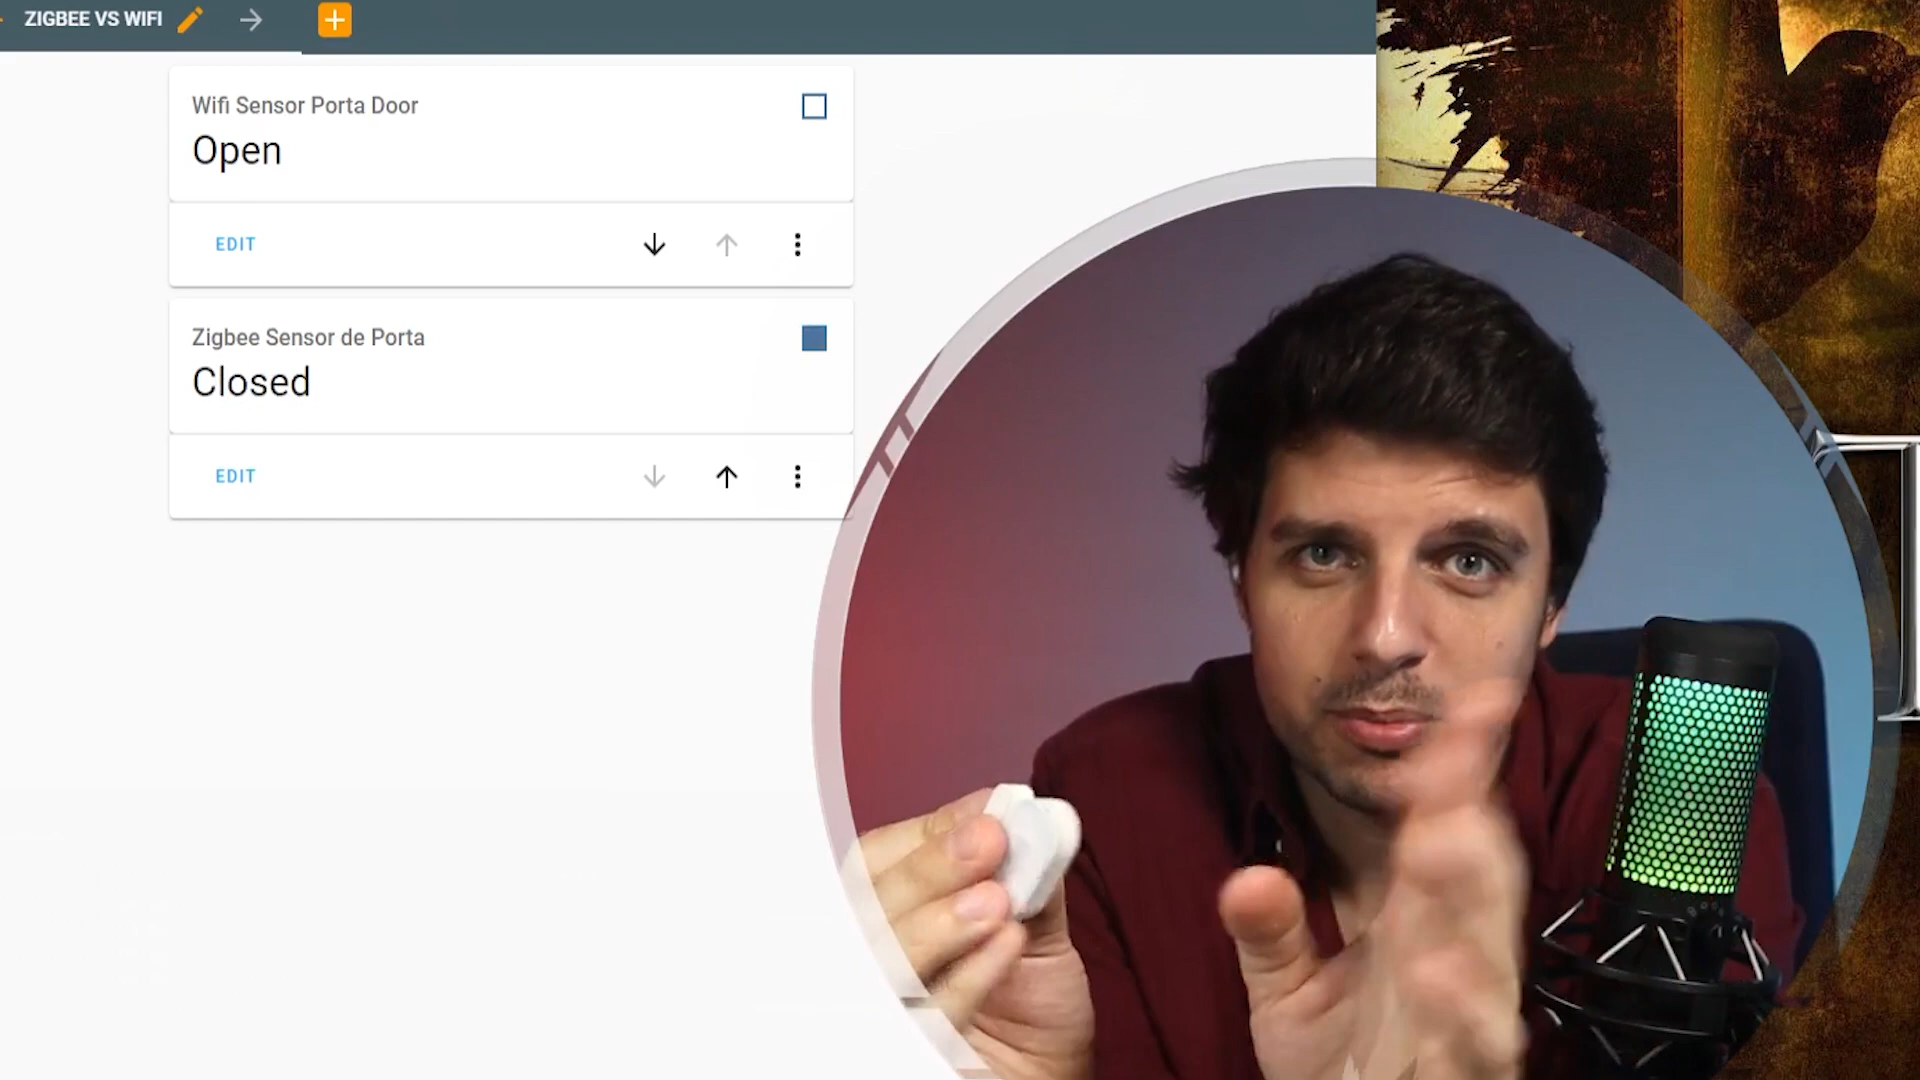 ZIGBEE VS WIFI
Wifi Sensor Porta Door
Open
EDIT
Zigbee Sensor de Porta
Closed
EDIT